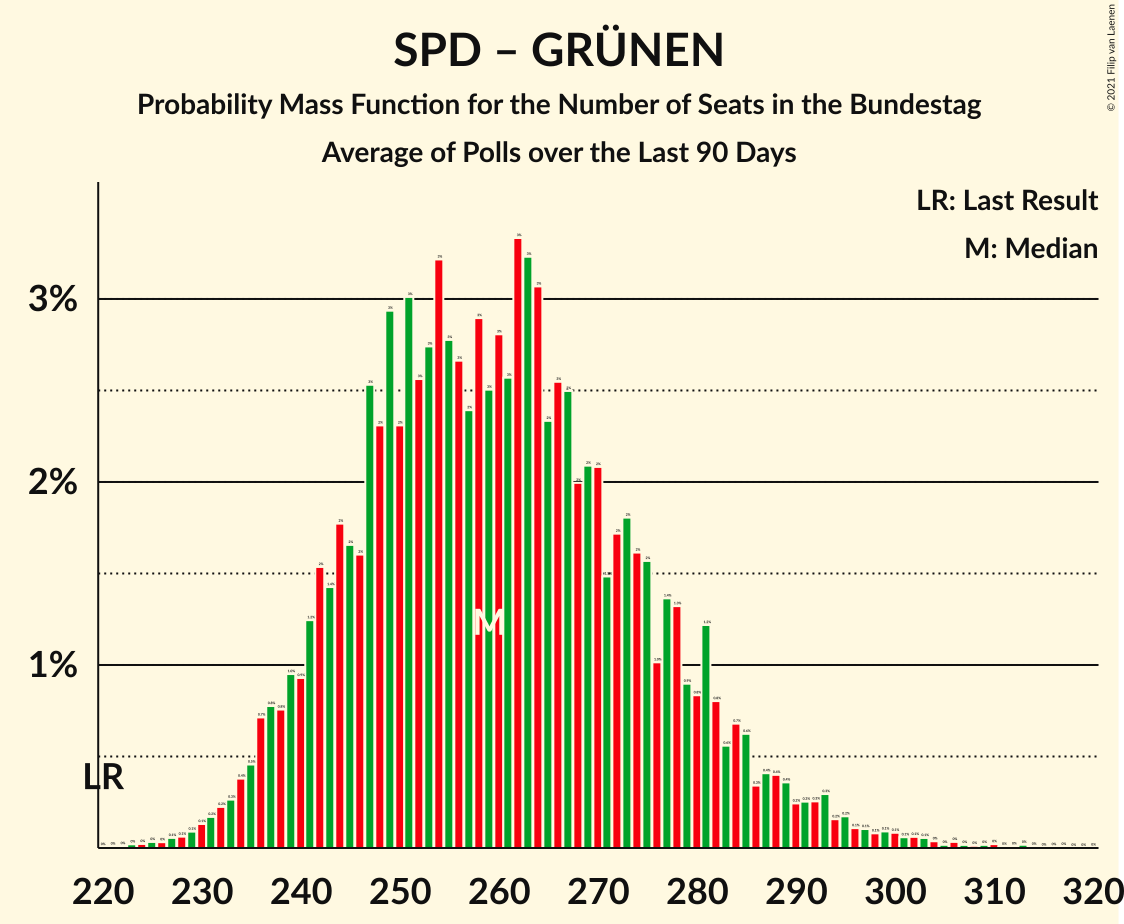 SPD – GRÜNEN
Probability Mass Function for the Number of Seats in the Bundestag
Average of Polls over the Last 90 Days
© 2021 Filip van Laenen
LR: Last Result
M: Median
3%
2%
1%
LR
M
220 230 240 250 260 270 280 290 300 310 320